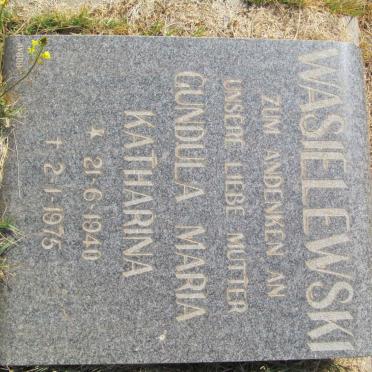 WASIELEWSKI
ZUM ANDENKEN AN
UNSERE LIEBE MUTTER
GUNDULA MARIA
KATHARINA
* 21-6-1940
† 2-1-1975